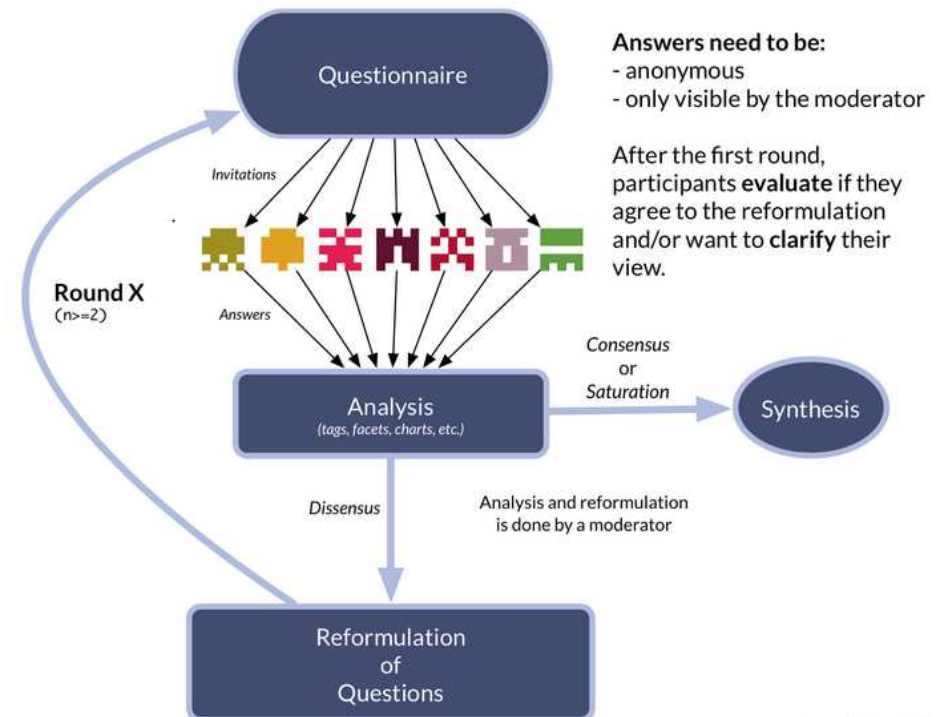 Questionnaire
Answers need to be:
- anonymous
- only visible by the moderator
After the first round,
participants evaluate if they
agree to the reformulation
and/or want to clarify their
view.
Invitations
Round X
(n>=2)
Answers
Consensus
or
Saturation
Analysis
(tags, facets, charts, etc.)
Synthesis
Dissensus
Analysis and reformulation
is done by a moderator
Reformulation
of
Questions